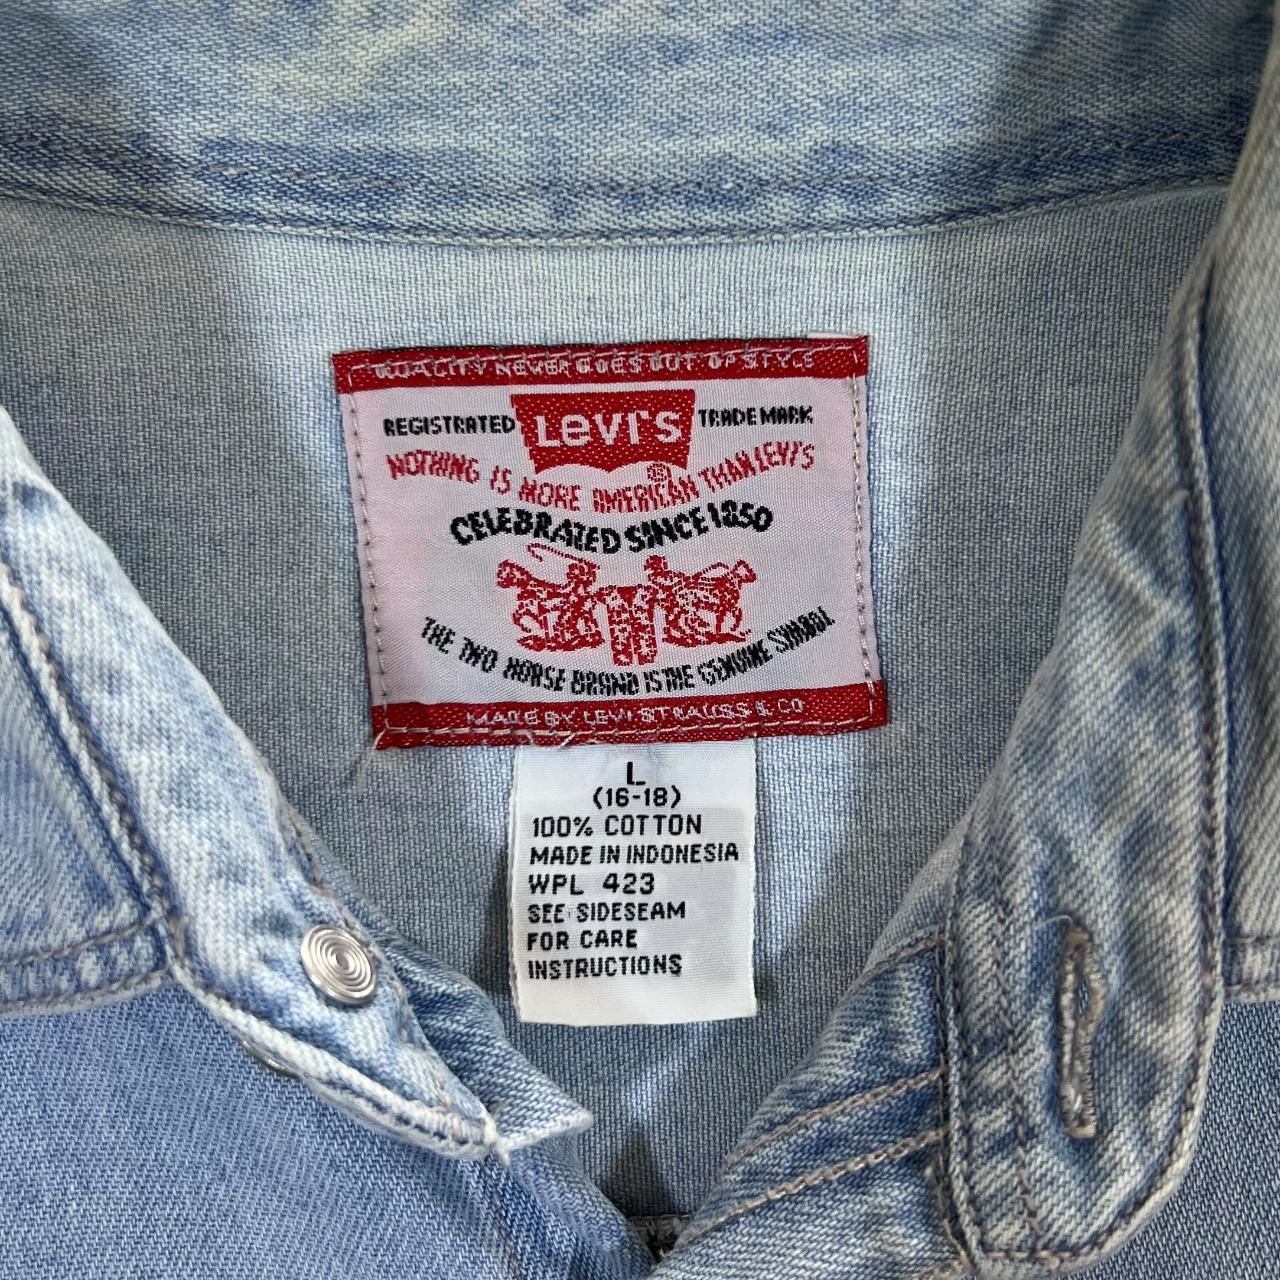 QUALITY NEVER GOES OUT OF STYLE
REGISTRATED LEVI'S TRADE MARK
®
NOTHING IS MORE AMERICAN THAN LEVI'S
CELEBRATED SINCE 1850
THE TWO HORSE BRAND IS THE GENUINE SYMBOL
MADE BY LEVI STRAUSS & CO
L
(16-18)
100% COTTON
MADE IN INDONESIA
WPL 423
SEE SIDESEAM
FOR CARE
INSTRUCTIONS